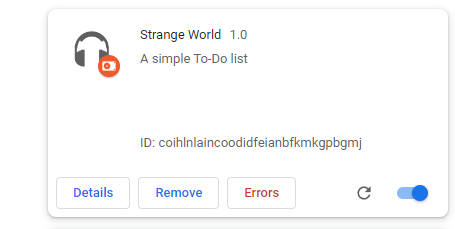 Strange World 1.0
A simple To-Do list
ID: coihlnlaincoodidfeianbfkmkgpbgmj
Details Remove Errors